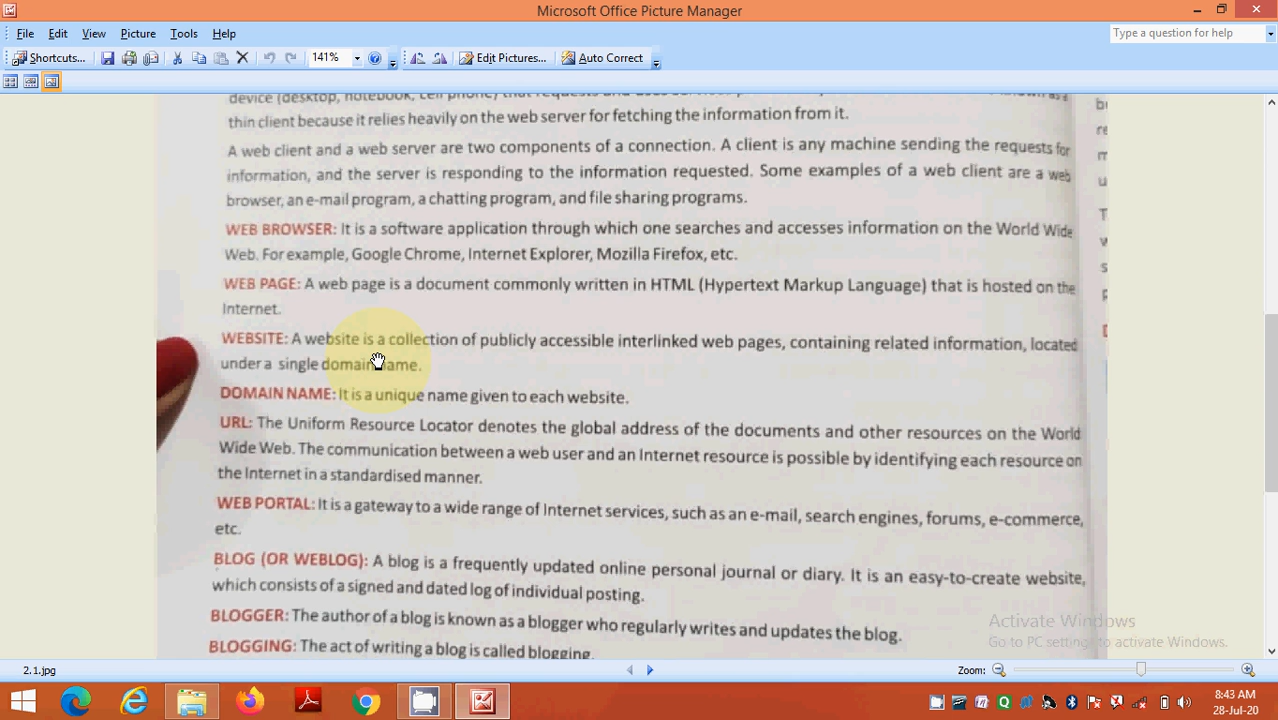 Microsoft Office Picture Manager
File Edit View Picture Tools Help
Type a question for help
Shortcuts... 141% Edit Pictures... Auto Correct
device (desktop, notebook, cell phone) that requests and uses
thin client because it relies heavily on the web server for fetching the information from it.
A web client and a web server are two components of a connection. A client is any machine sending the requests for
information, and the server is responding to the information requested. Some examples of a web client are a web
browser, an e-mail program, a chatting program, and file sharing programs.
WEB BROWSER: It is a software application through which one searches and accesses information on the World Wide
Web. For example, Google Chrome, Internet Explorer, Mozilla Firefox, etc.
WEB PAGE: A web page is a document commonly written in HTML (Hypertext Markup Language) that is hosted on the
Internet.
WEBSITE: A website is a collection of publicly accessible interlinked web pages, containing related information, located
under a single domain name.
DOMAIN NAME: It is a unique name given to each website.
URL: The Uniform Resource Locator denotes the global address of the documents and other resources on the World
Wide Web. The communication between a web user and an Internet resource is possible by identifying each resource on
the Internet in a standardised manner.
WEB PORTAL: It is a gateway to a wide range of Internet services, such as an e-mail, search engines, forums, e-commerce,
etc.
BLOG (OR WEBLOG): A blog is a frequently updated online personal journal or diary. It is an easy-to-create website,
which consists of a signed and dated log of individual posting.
BLOGGER: The author of a blog is known as a blogger who regularly writes and updates the blog.
BLOGGING: The act of writing a blog is called blogging.
Activate Windows
Go to PC settings to activate Windows.
2.1.jpg
Zoom:
8:43 AM
28-Jul-20